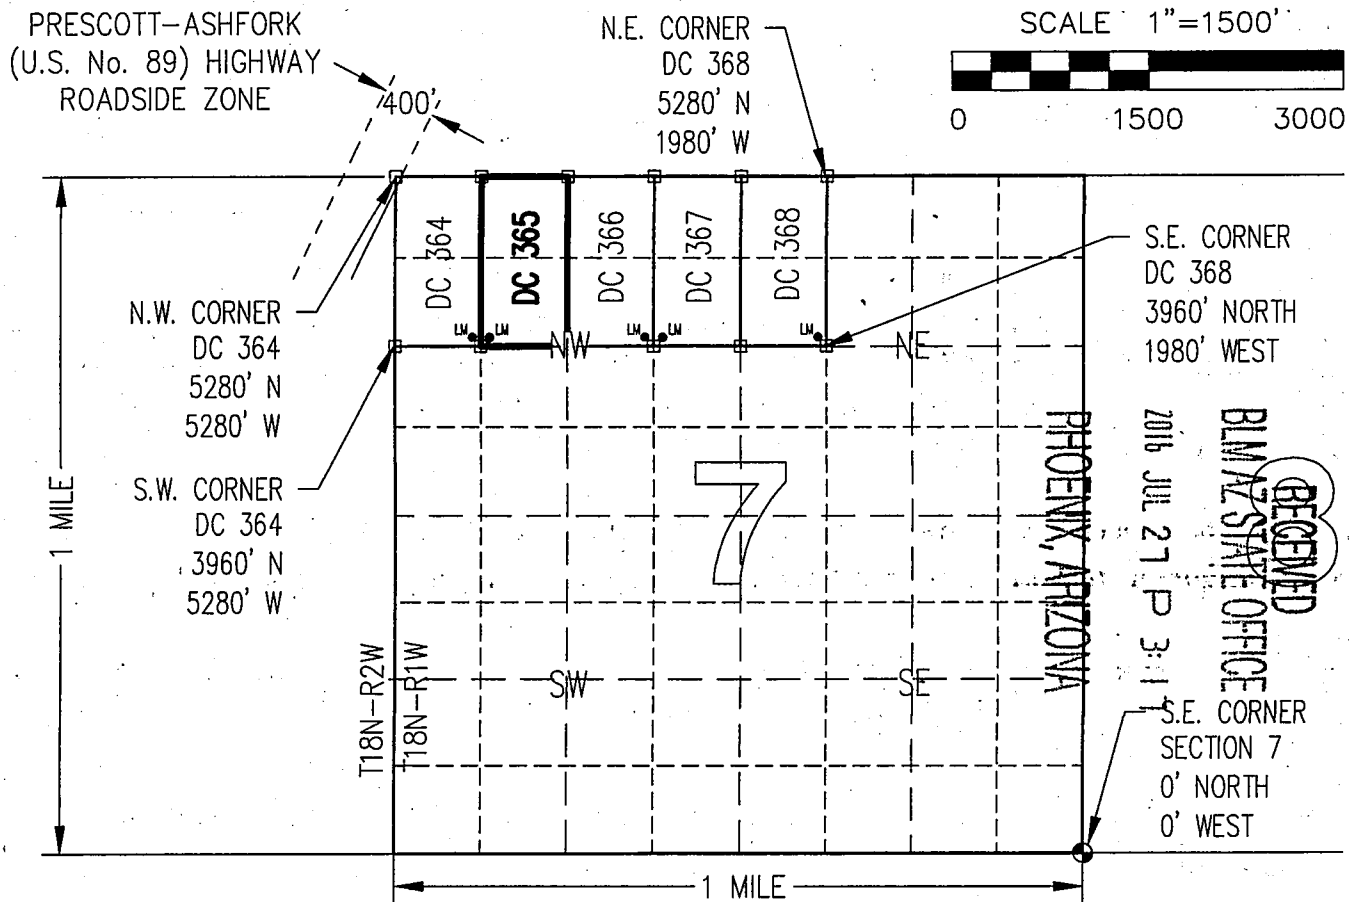 PRESCOTT-ASHFORK
(U.S. No. 89) HIGHWAY
ROADSIDE ZONE
400'
N.E. CORNER
DC 368
5280' N
1980' W
SCALE 1"=1500'
0 1500 3000
DC 364
DC 365
DC 366
DC 367
DC 368
LM LM LM LM LM
NW
NE
N.W. CORNER
DC 364
5280' N
5280' W
S.W. CORNER
DC 364
3960' N
5280' W
S.E. CORNER
DC 368
3960' NORTH
1980' WEST
1 MILE
7
RECEIVED
BLM AZ STATE OFFICE
JUL 27 P 3:11
PHOENIX, ARIZONA
SW
SE
T18N-R2W
T18N-R1W
S.E. CORNER
SECTION 7
0' NORTH
0' WEST
1 MILE